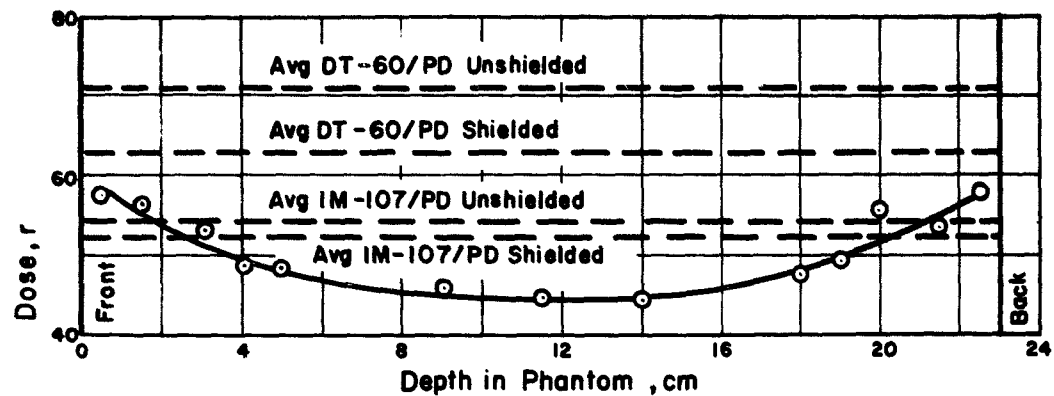 80
Avg DT-60/PD Unshielded
Avg DT-60/PD Shielded
60
Avg IM-107/PD Unshielded
Avg IM-107/PD Shielded
Dose, r
Front
Back
40
0 4 8 12 16 20 24
Depth in Phantom, cm